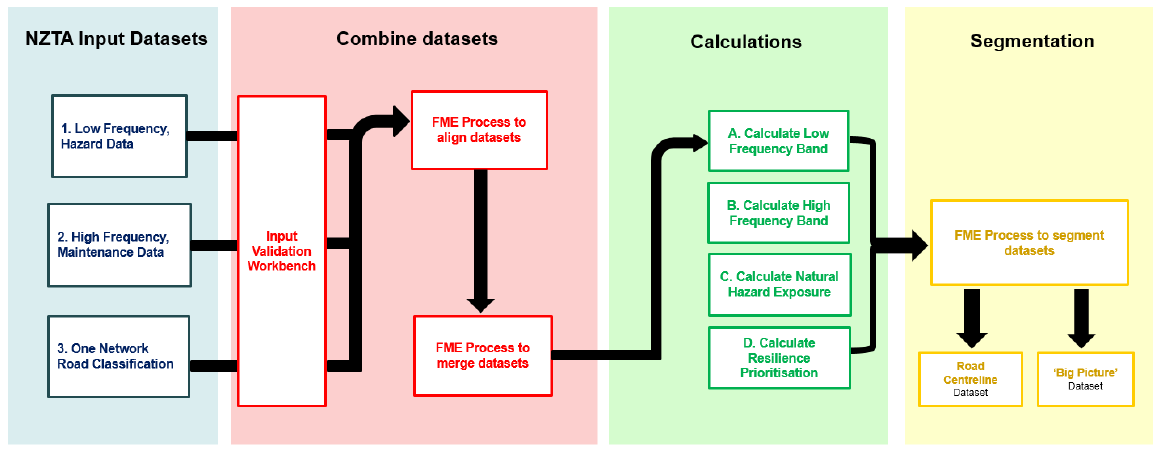 NZTA Input Datasets
1. Low Frequency,
Hazard Data
2. High Frequency,
Maintenance Data
3. One Network
Road Classification
Combine datasets
Input
Validation
Workbench
FME Process to
align datasets
FME Process to
merge datasets
Calculations
A. Calculate Low
Frequency Band
B. Calculate High
Frequency Band
C. Calculate Natural
Hazard Exposure
D. Calculate
Resilience
Prioritisation
Segmentation
FME Process to segment
datasets
Road
Centreline
Dataset
‘Big Picture’
Dataset